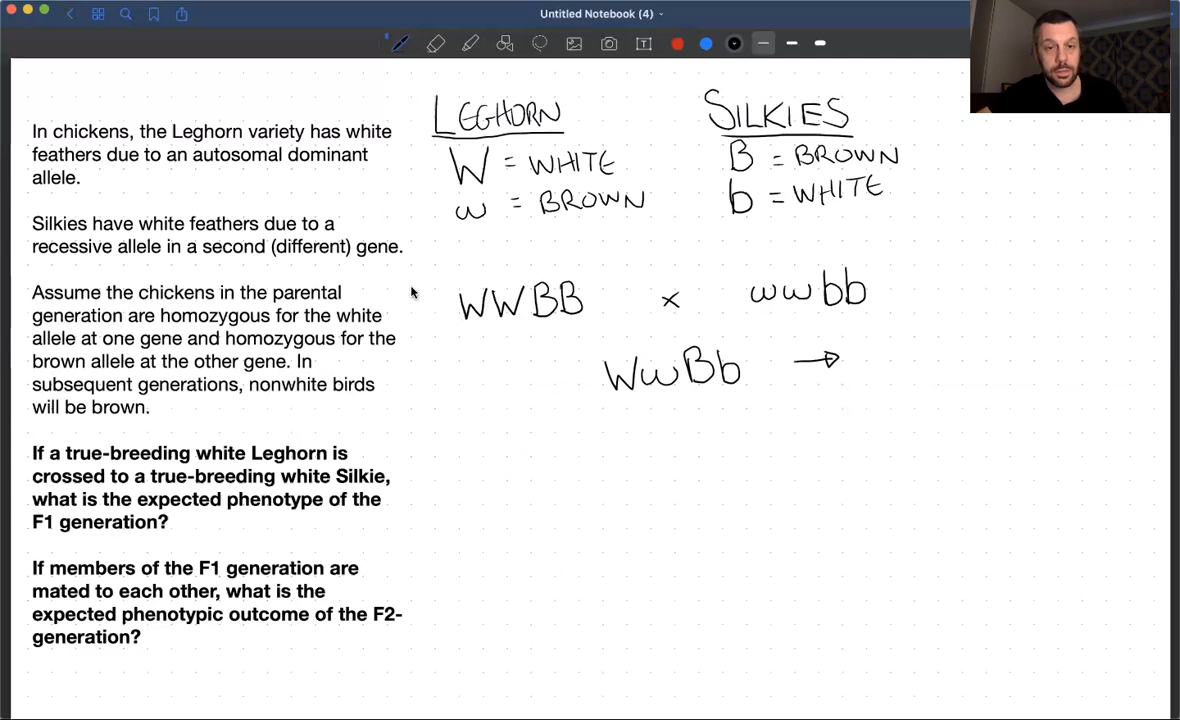 Untitled Notebook (4)
In chickens, the Leghorn variety has white
feathers due to an autosomal dominant
allele.
Silkies have white feathers due to a
recessive allele in a second (different) gene.
Assume the chickens in the parental
generation are homozygous for the white
allele at one gene and homozygous for the
brown allele at the other gene. In
subsequent generations, nonwhite birds
will be brown.
If a true-breeding white Leghorn is
crossed to a true-breeding white Silkie,
what is the expected phenotype of the
F1 generation?
If members of the F1 generation are
mated to each other, what is the
expected phenotypic outcome of the F2-
generation?
LEGHORN
W = WHITE
w = BROWN
SILKIES
B = BROWN
b = WHITE
WWBB x wwbb
WwBb →